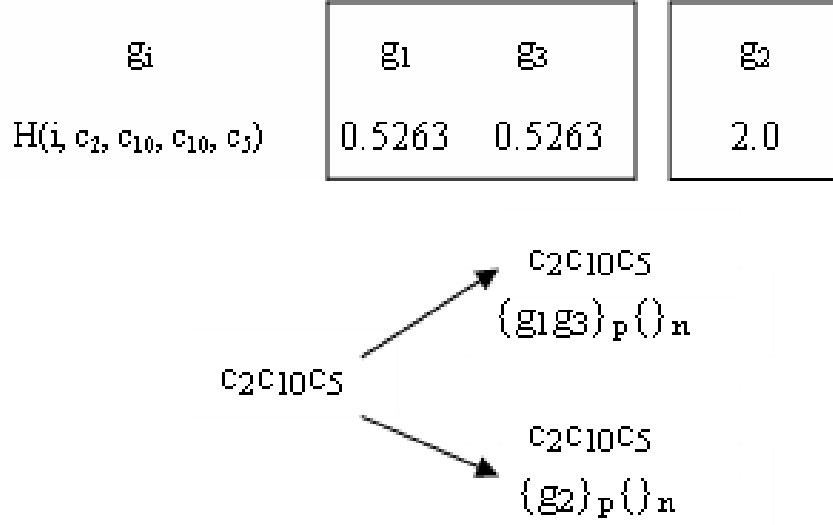 gᵢ g₁ g₃ g₂
H(i, c₂, c₁₀, c₁₀, c₅) 0.5263 0.5263 2.0
c₂c₁₀c₅
{g₁g₃}ₚ{}ₙ
c₂c₁₀c₅
c₂c₁₀c₅
{g₂}ₚ{}ₙ